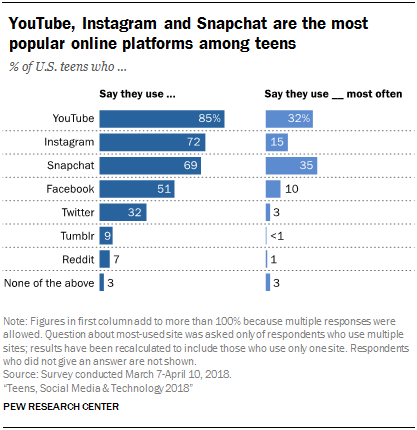 YouTube, Instagram and Snapchat are the most
popular online platforms among teens
% of U.S. teens who ...
Say they use ... Say they use __ most often
YouTube 85% 32%
Instagram 72 15
Snapchat 69 35
Facebook 51 10
Twitter 32 3
Tumblr 9 <1
Reddit 7 1
None of the above 3 3
Note: Figures in first column add to more than 100% because multiple responses were
allowed. Question about most-used site was asked only of respondents who use multiple
sites; results have been recalculated to include those who use only one site. Respondents
who did not give an answer are not shown.
Source: Survey conducted March 7-April 10, 2018.
“Teens, Social Media & Technology 2018”
PEW RESEARCH CENTER